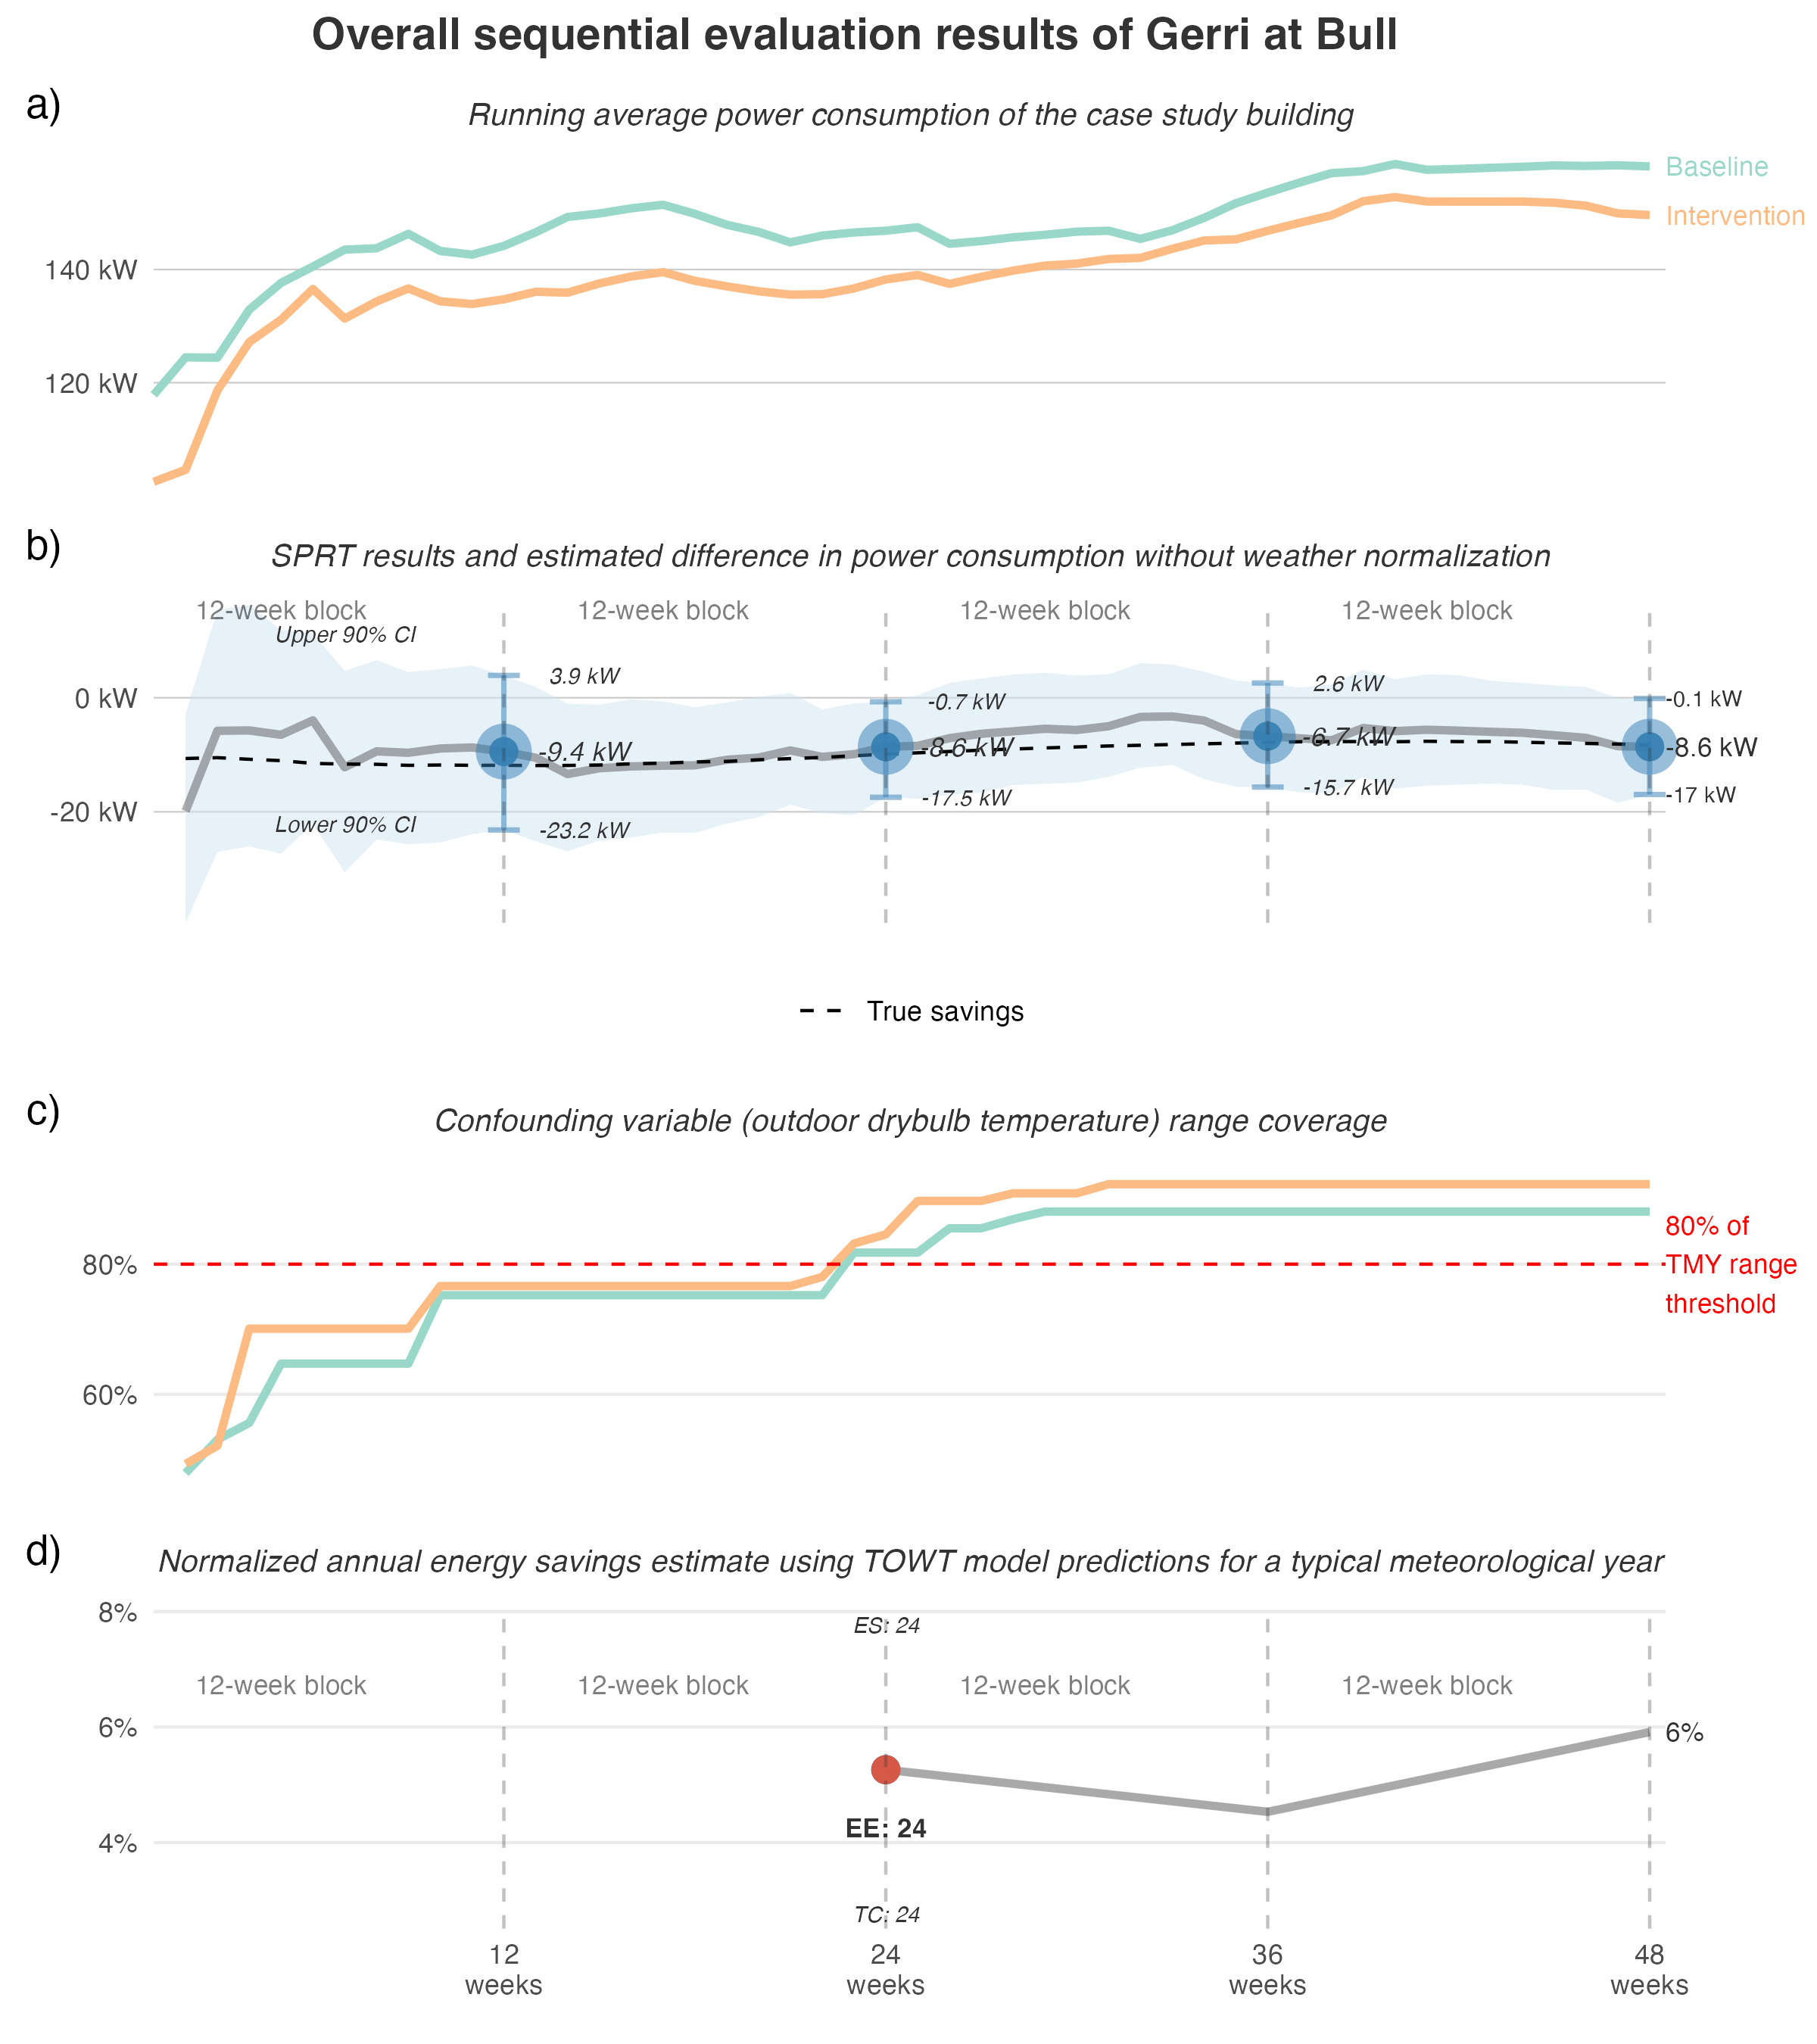 Overall sequential evaluation results of Gerri at Bull
a)
Running average power consumption of the case study building
Baseline
Intervention
140 kW
120 kW
b)
SPRT results and estimated difference in power consumption without weather normalization
12-week block
12-week block
12-week block
12-week block
Upper 90% CI
3.9 kW
-0.7 kW
2.6 kW
-0.1 kW
0 kW
-9.4 kW
-8.6 kW
-6.7 kW
-8.6 kW
-20 kW
Lower 90% CI
-23.2 kW
-17.5 kW
-15.7 kW
-17 kW
True savings
c)
Confounding variable (outdoor drybulb temperature) range coverage
80%
60%
80% of
TMY range
threshold
d)
Normalized annual energy savings estimate using TOWT model predictions for a typical meteorological year
8%
6%
4%
ES: 24
12-week block
12-week block
12-week block
12-week block
6%
EE: 24
TC: 24
12
weeks
24
weeks
36
weeks
48
weeks